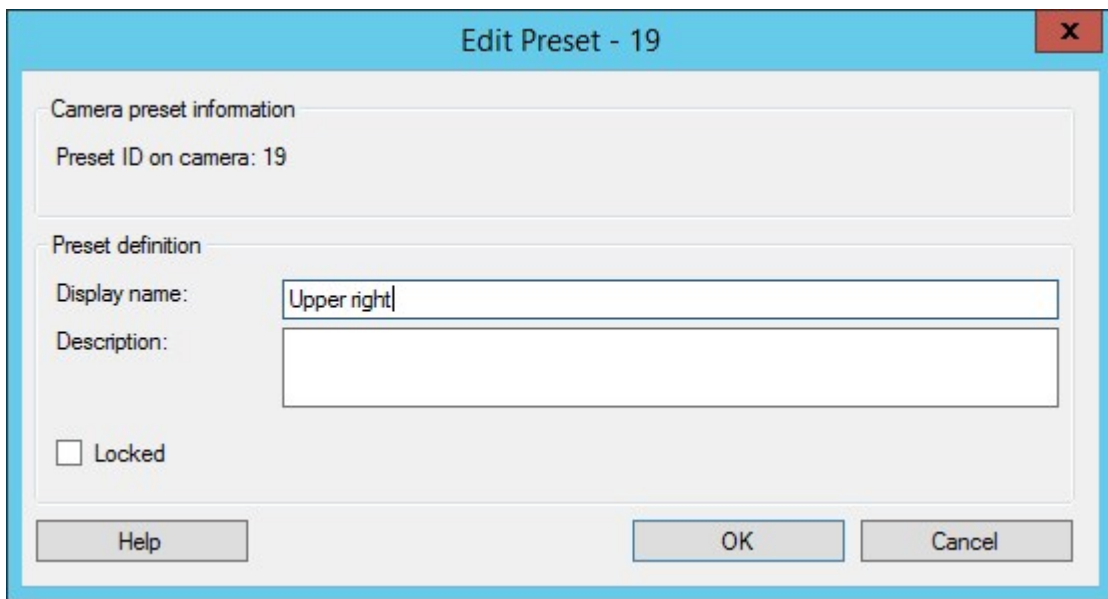 Edit Preset - 19
x
Camera preset information
Preset ID on camera: 19
Preset definition
Display name: Upper right
Description:
Locked
Help OK Cancel